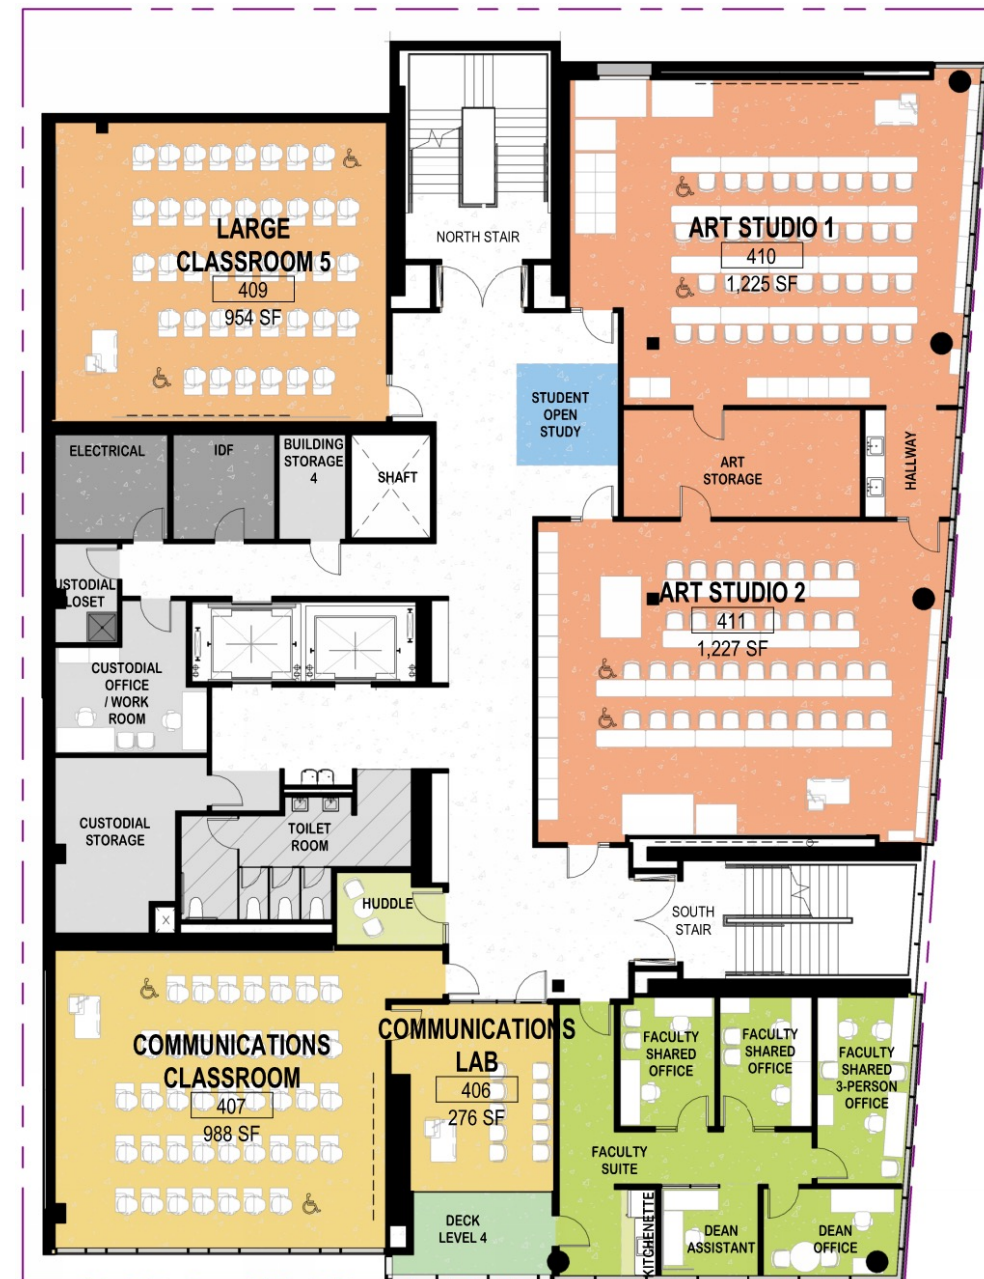 NORTH STAIR
LARGE
CLASSROOM 5
409
954 SF
ART STUDIO 1
410
1,225 SF
STUDENT
OPEN
STUDY
ELECTRICAL
IDF
BUILDING
STORAGE
4
SHAFT
ART
STORAGE
HALLWAY
USTODIAL
LOSET
ART STUDIO 2
411
1,227 SF
CUSTODIAL
OFFICE
/ WORK
ROOM
CUSTODIAL
STORAGE
TOILET
ROOM
HUDDLE
SOUTH
STAIR
COMMUNICATIONS
CLASSROOM
407
988 SF
COMMUNICATIONS
LAB
406
276 SF
FACULTY
SHARED
OFFICE
FACULTY
SHARED
OFFICE
FACULTY
SHARED
3-PERSON
OFFICE
FACULTY
SUITE
DECK
LEVEL 4
KITCHENETTE
DEAN
ASSISTANT
DEAN
OFFICE